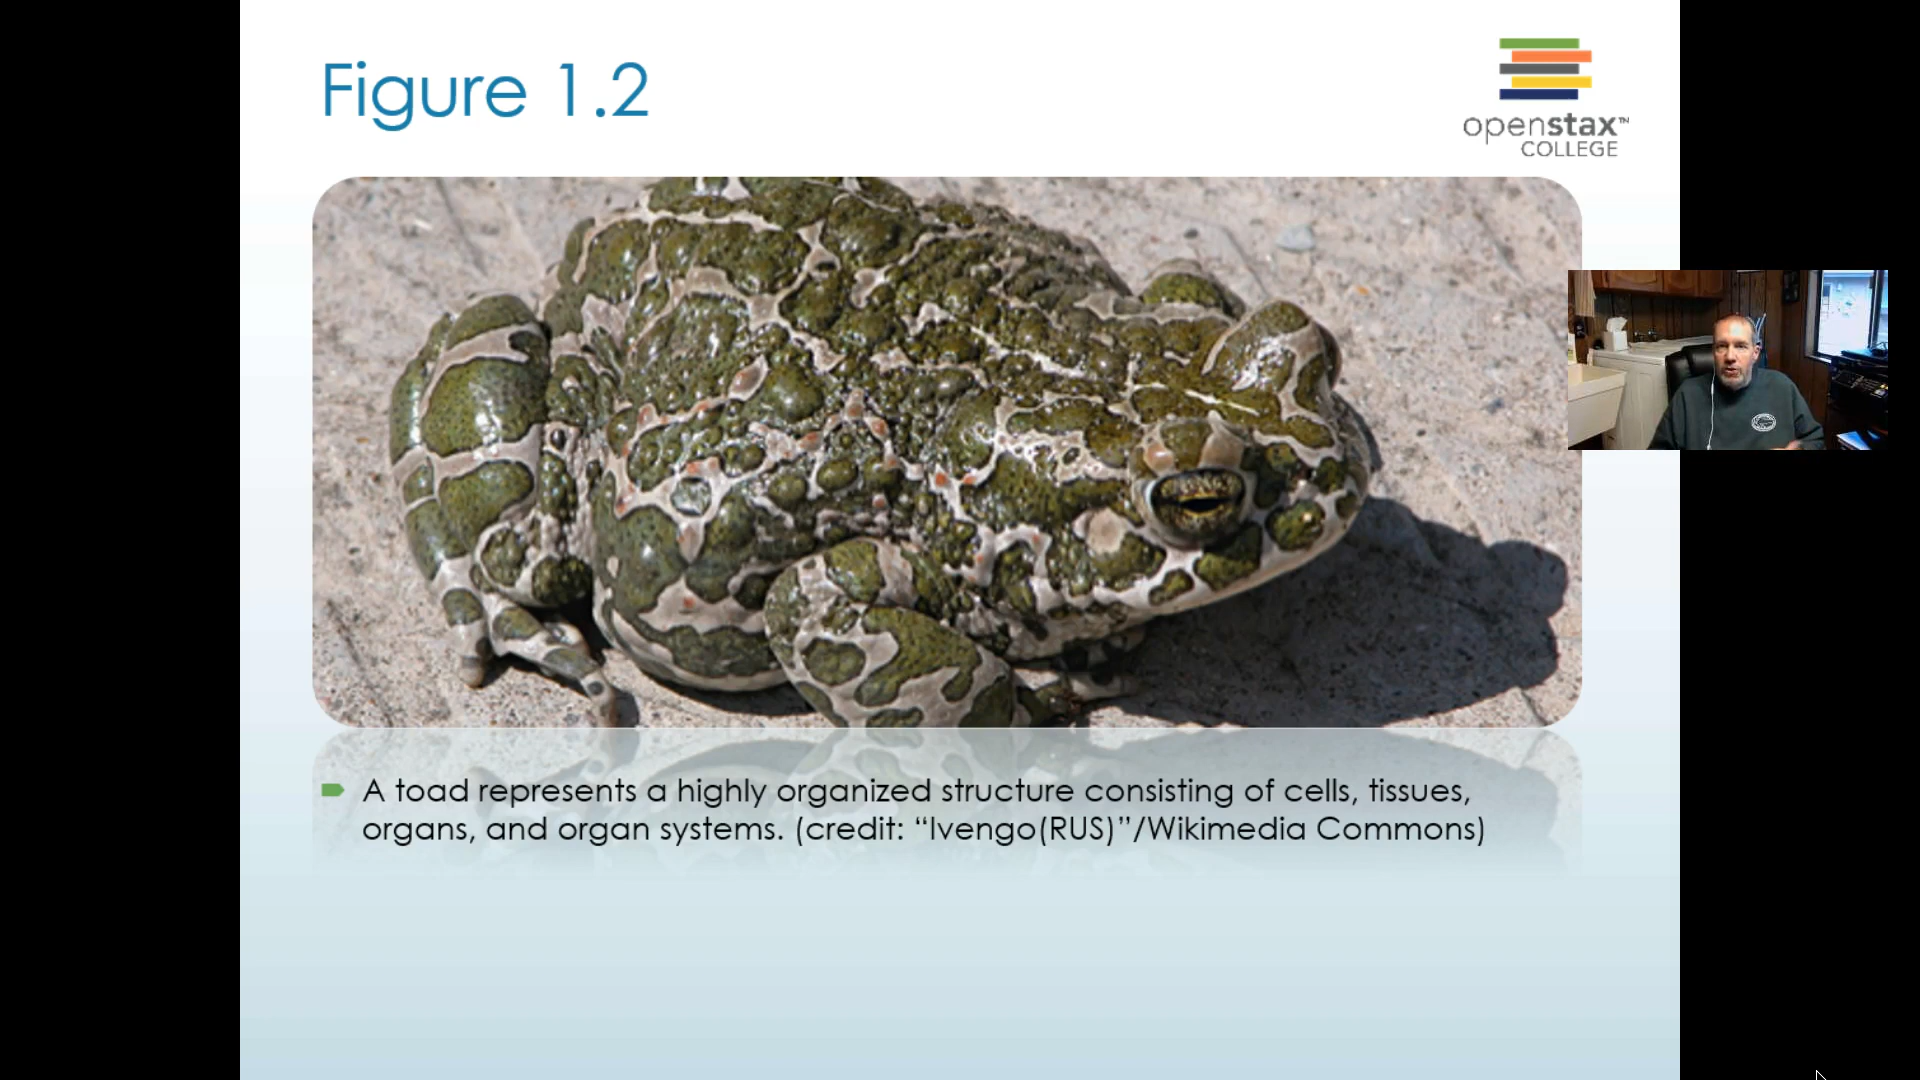 Figure 1.2
openstax™
COLLEGE
A toad represents a highly organized structure consisting of cells, tissues,
organs, and organ systems. (credit: “Ivengo(RUS)”/Wikimedia Commons)